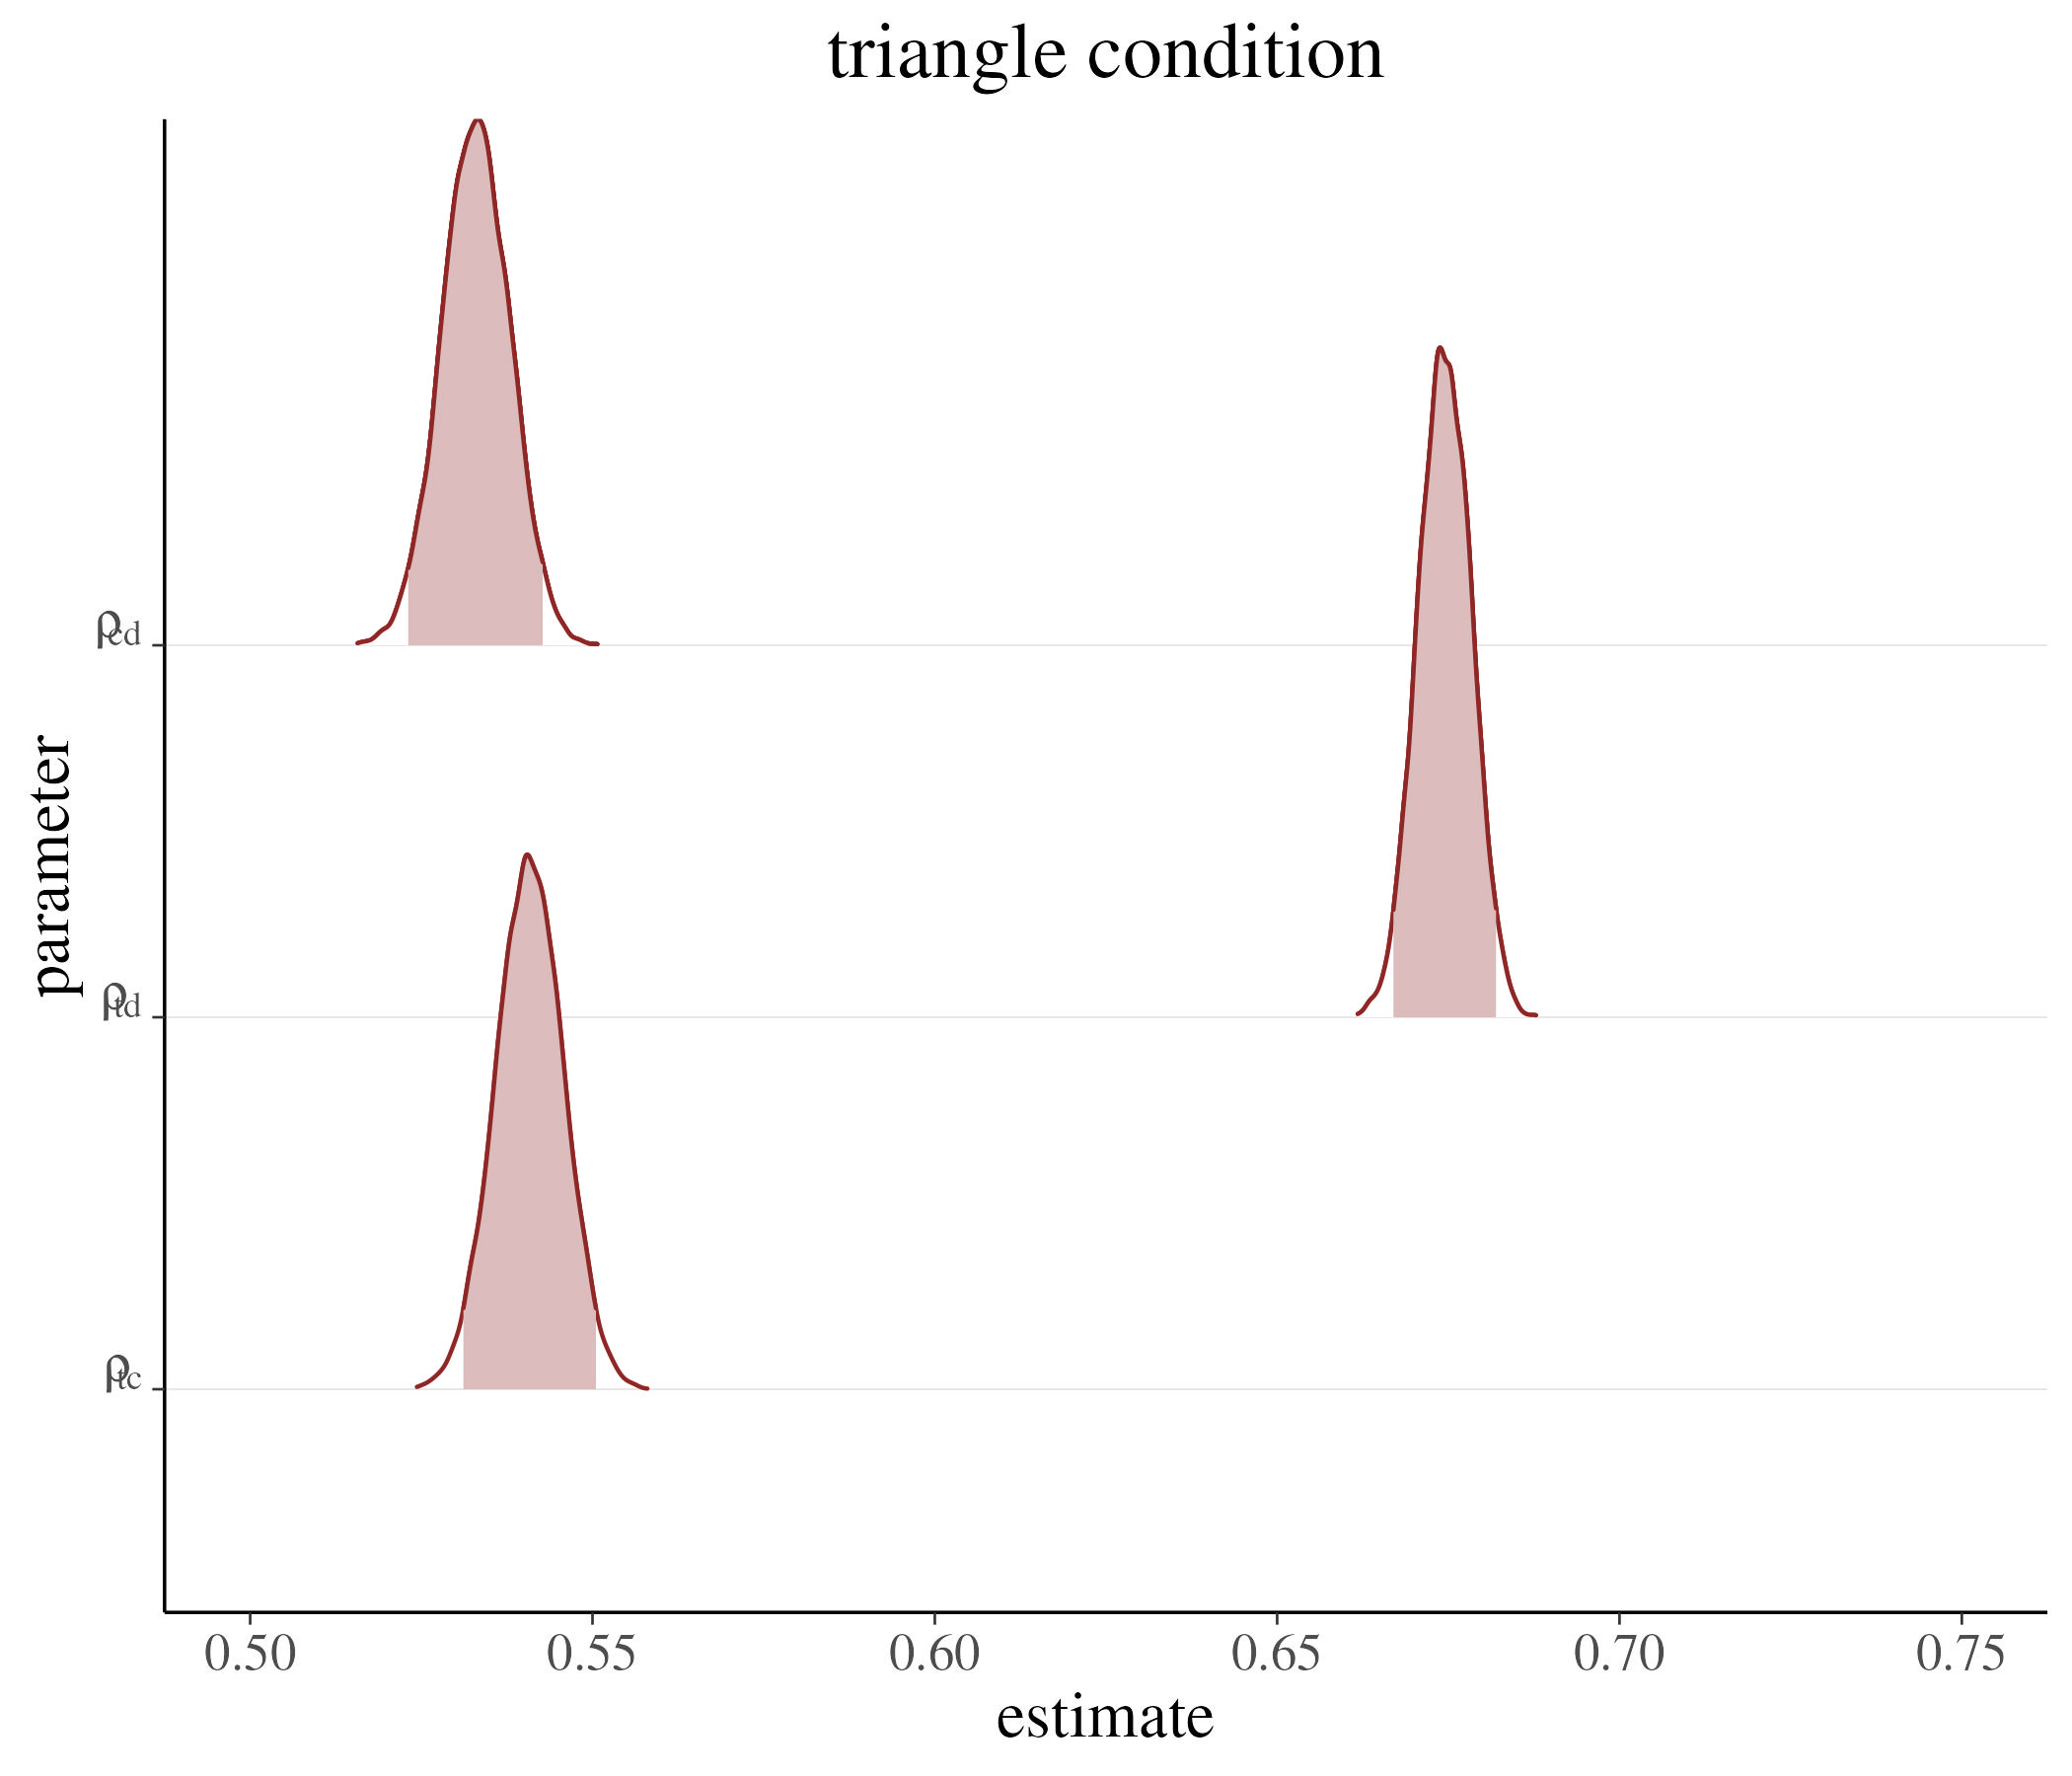 triangle condition
parameter
ρcd
ρtd
ρtc
0.50 0.55 0.60 0.65 0.70 0.75
estimate